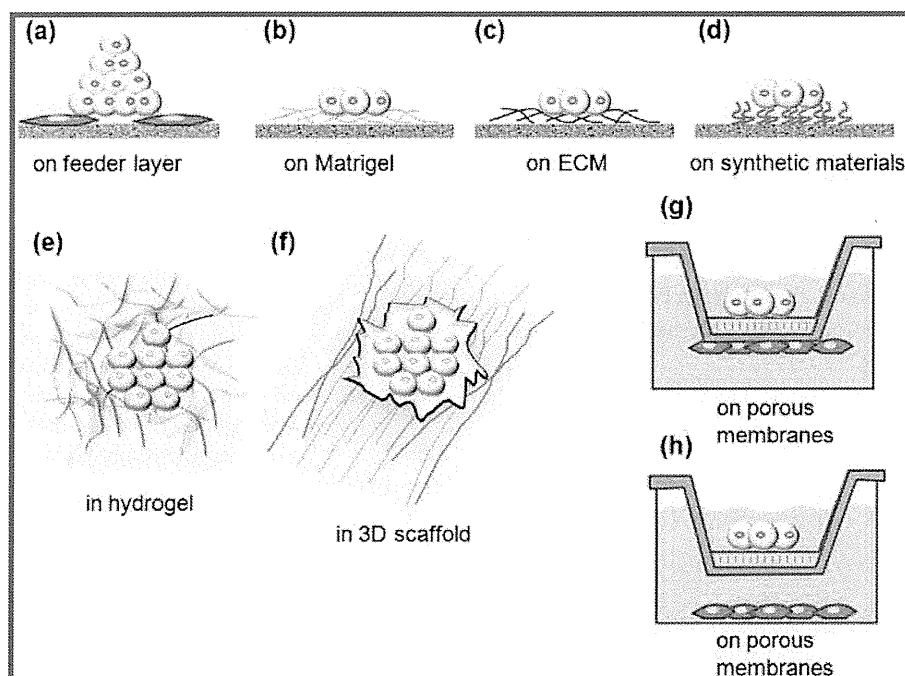 (a)
(b)
(c)
(d)
on feeder layer
on Matrigel
on ECM
on synthetic materials
(e)
(f)
(g)
in hydrogel
in 3D scaffold
on porous
membranes
(h)
on porous
membranes